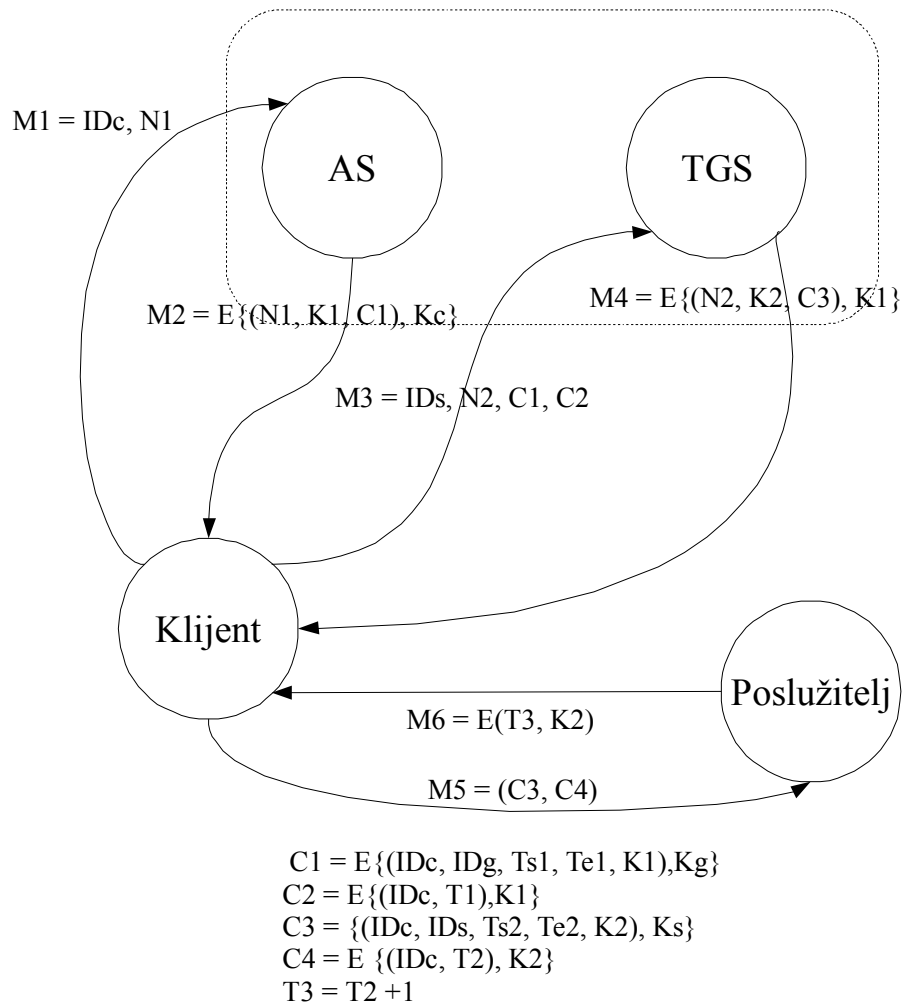 M1 = IDc, N1
AS
TGS
M2 = E{(N1, K1, C1), Kc}
M4 = E{(N2, K2, C3), K1}
M3 = IDs, N2, C1, C2
Klijent
Poslužitelj
M6 = E(T3, K2)
M5 = (C3, C4)
C1 = E{(IDc, IDg, Ts1, Te1, K1),Kg}
C2 = E{(IDc, T1),K1}
C3 = {(IDc, IDs, Ts2, Te2, K2), Ks}
C4 = E {(IDc, T2), K2}
T3 = T2 +1